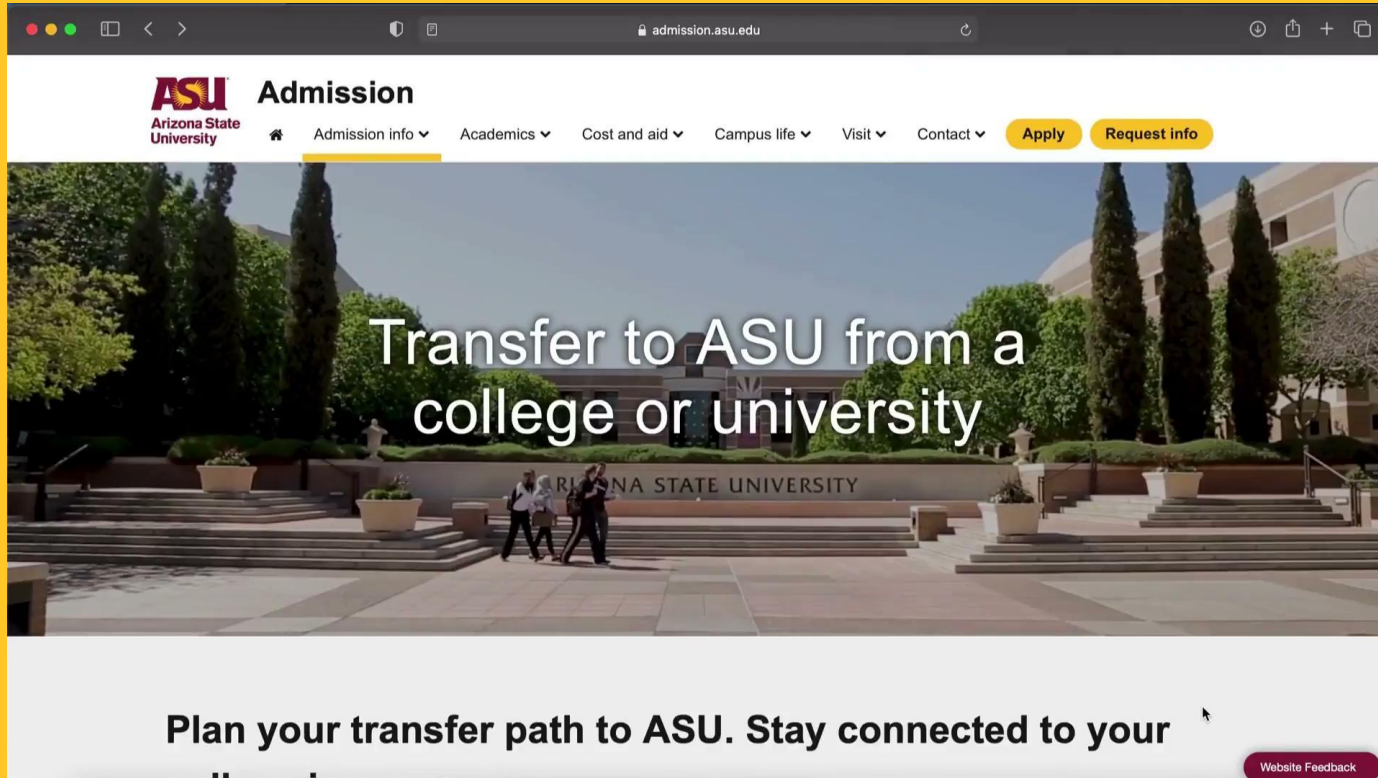 admission.asu.edu
ASU
Arizona State
University
Admission
Admission info
Academics
Cost and aid
Campus life
Visit
Contact
Apply
Request info
Transfer to ASU from a
college or university
ARIZONA STATE UNIVERSITY
Plan your transfer path to ASU. Stay connected to your
Website Feedback